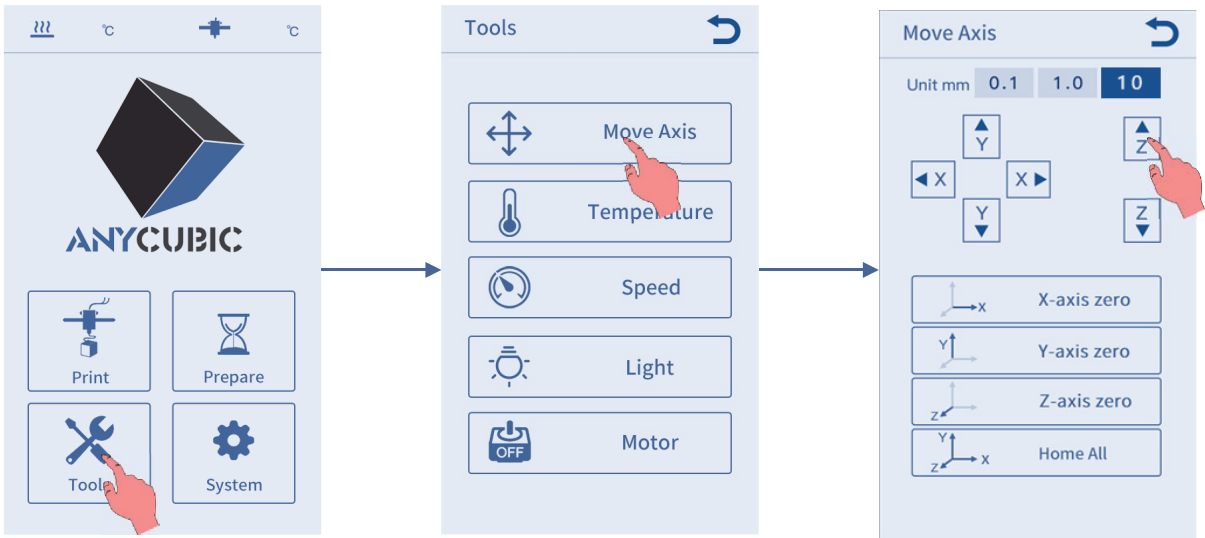 ℃ ℃
ANYCUBIC
Print Prepare
Tools System
Tools
Move Axis
Temperature
Speed
Light
OFF Motor
Move Axis
Unit mm 0.1 1.0 10
Y Z
X X
Y Z
X X-axis zero
Y Y-axis zero
Z Z-axis zero
Y
Z X Home All